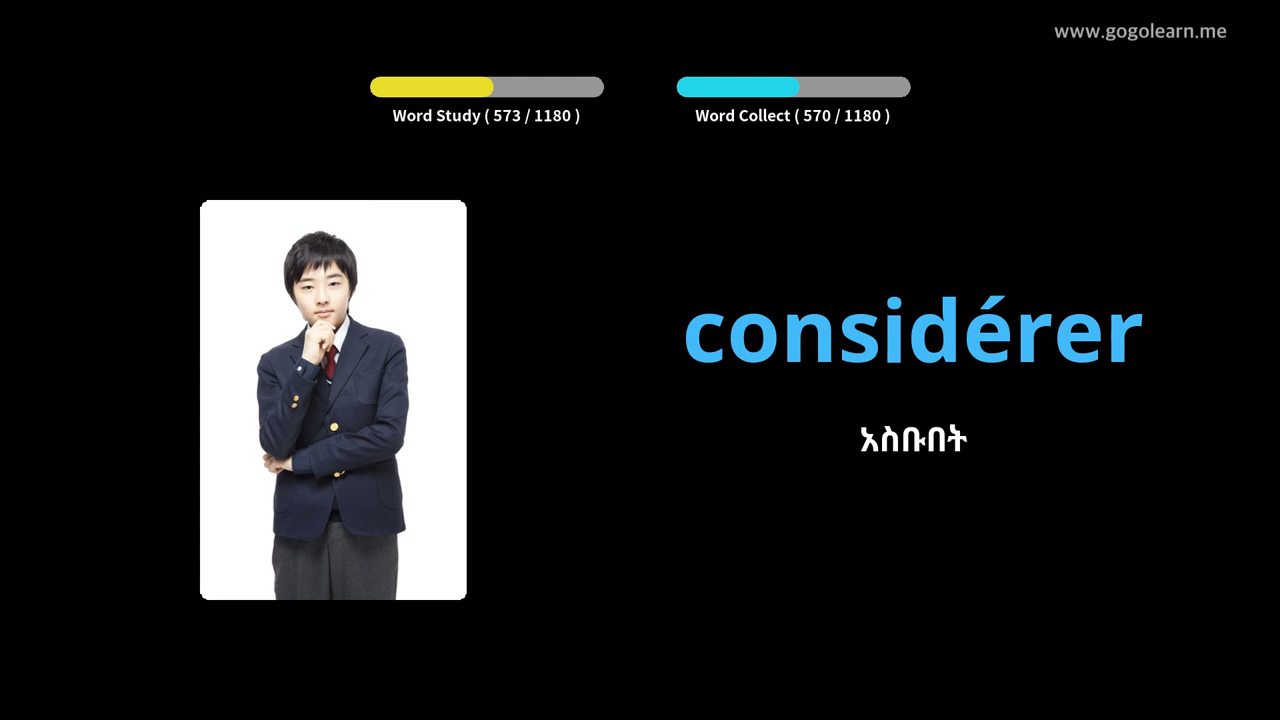 www.gogolearn.me
Word Study ( 573 / 1180 )
Word Collect ( 570 / 1180 )
considérer
አስቡበት